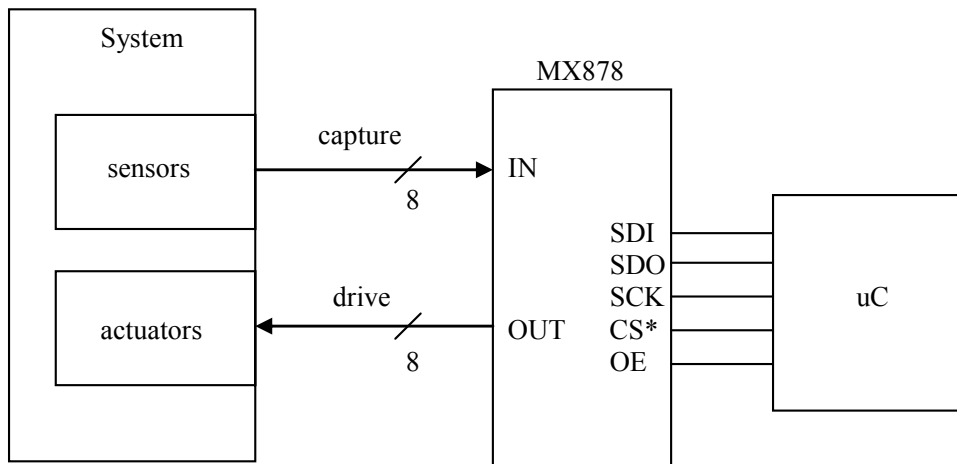 System
MX878
capture
sensors
IN
8
SDI
SDO
drive
SCK
uC
actuators
OUT
CS*
8
OE